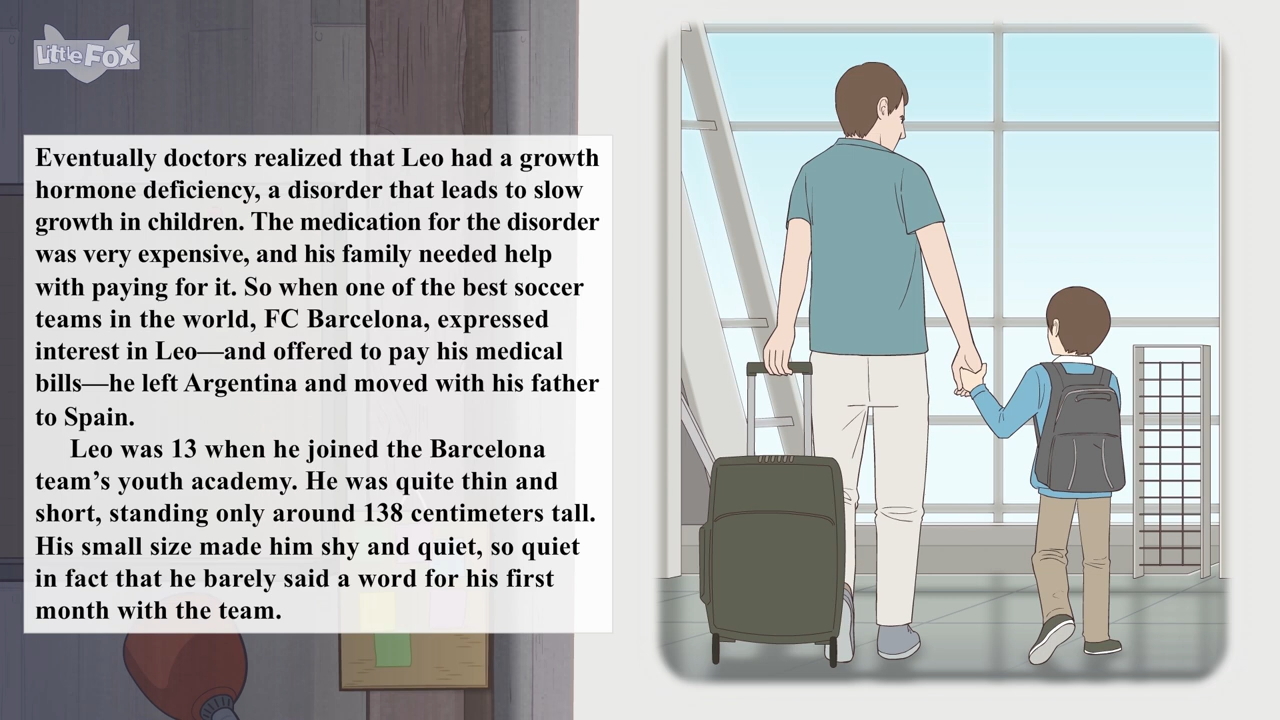 Little Fox
Eventually doctors realized that Leo had a growth
hormone deficiency, a disorder that leads to slow
growth in children. The medication for the disorder
was very expensive, and his family needed help
with paying for it. So when one of the best soccer
teams in the world, FC Barcelona, expressed
interest in Leo—and offered to pay his medical
bills—he left Argentina and moved with his father
to Spain.
Leo was 13 when he joined the Barcelona
team’s youth academy. He was quite thin and
short, standing only around 138 centimeters tall.
His small size made him shy and quiet, so quiet
in fact that he barely said a word for his first
month with the team.